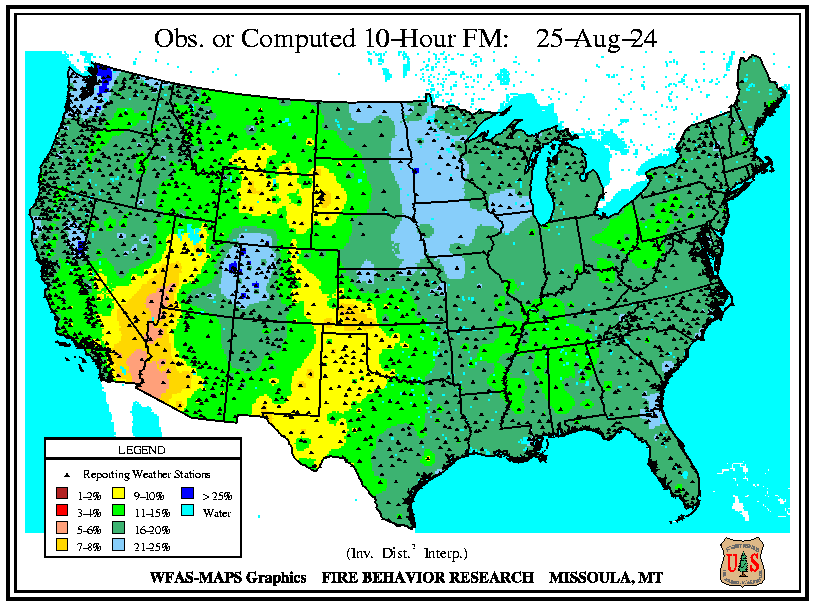 Obs. or Computed 10-Hour FM: 25-Aug-24
LEGEND
Reporting Weather Stations
1-2% 9-10% > 25%
3-4% 11-15% Water
5-6% 16-20%
7-8% 21-25%
(Inv. Dist.² Interp.)
WFAS-MAPS Graphics FIRE BEHAVIOR RESEARCH MISSOULA, MT
U S